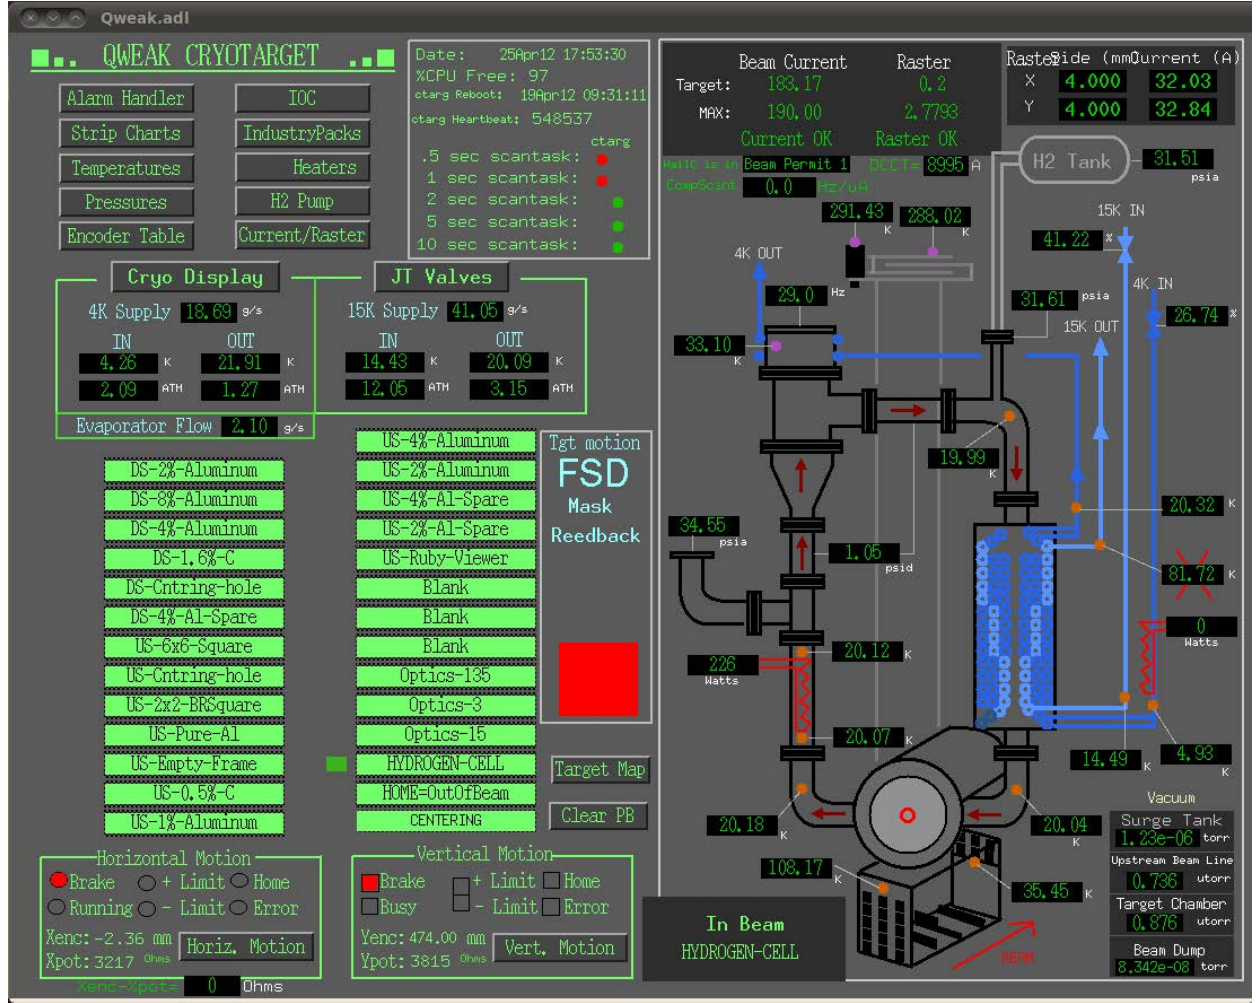 Qweak.adl
QWEAK CRYOTARGET
Alarm Handler
IOC
Strip Charts
IndustryPacks
Temperatures
Heaters
Pressures
H2 Pump
Encoder Table
Current/Raster
Date: 25Apr12 17:53:30
%CPU Free: 97
ctarg Reboot: 19Apr12 09:31:11
ctarg Heartbeat: 548537
ctarg
.5 sec scantask:
1 sec scantask:
2 sec scantask:
5 sec scantask:
10 sec scantask:
Cryo Display
4K Supply 18.69 g/s
IN OUT
4.26 K 21.91 K
2.09 ATM 1.27 ATM
Evaporator Flow 2.10 g/s
JT Valves
15K Supply 41.05 g/s
IN OUT
14.43 K 20.09 K
12.05 ATM 3.15 ATM
DS-2%-Aluminum
DS-8%-Aluminum
DS-4%-Aluminum
DS-1.6%-C
DS-Cntring-hole
DS-4%-Al-Spare
US-6x6-Square
US-Cntring-hole
US-2x2-BRSquare
US-Pure-Al
US-Empty-Frame
US-0.5%-C
US-1%-Aluminum
US-4%-Aluminum
US-2%-Aluminum
US-4%-Al-Spare
US-2%-Al-Spare
US-Ruby-Viewer
Blank
Blank
Blank
Optics-135
Optics-3
Optics-15
HYDROGEN-CELL
HOME=OutOfBeam
CENTERING
Tgt motion
FSD
Mask
Reedback
Target Map
Clear PB
Horizontal Motion
Brake + Limit Home
Running - Limit Error
Xenc: -2.36 mm
Xpot: 3217 Ohms
Horiz. Motion
Xenc-Xpot= 0 Ohms
Vertical Motion
Brake + Limit Home
Busy - Limit Error
Yenc: 474.00 mm
Ypot: 3815 Ohms
Vert. Motion
Beam Current Raster
Target: 183.17 0.2
MAX: 190.00 2.7793
Current OK Raster OK
HallC is in Beam Permit 1 DCCT= 8995 A
CompScint 0.0 Hz/uA
Raster Side (mm) Current (A)
X 4.000 32.03
Y 4.000 32.84
H2 Tank
31.51
psia
291.43
K
288.02
K
15K IN
41.22 %
4K OUT
4K IN
29.0 Hz
31.61 psia
26.74 %
15K OUT
33.10
K
19.99
K
20.32 K
34.55
psia
1.05
psid
81.72 K
0
Watts
20.12 K
226
Watts
20.07 K
14.49 K
4.93
K
20.18
K
20.04
K
108.17
K
35.45 K
BEAM
In Beam
HYDROGEN-CELL
Vacuum
Surge Tank
1.23e-06 torr
Upstream Beam Line
0.736 utorr
Target Chamber
0.876 utorr
Beam Dump
8.342e-08 torr